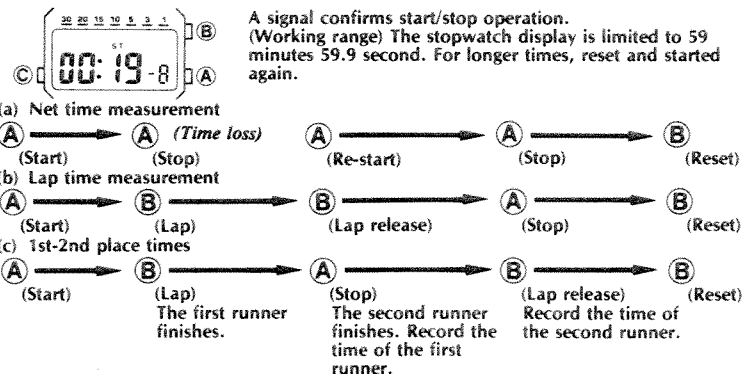 30 20 15 10 5 3 1
ST
00: 19 -8
B
C
A
A signal confirms start/stop operation.
(Working range) The stopwatch display is limited to 59
minutes 59.9 second. For longer times, reset and started
again.
(a) Net time measurement
A A (Time loss) A A B
(Start) (Stop) (Re-start) (Stop) (Reset)
(b) Lap time measurement
A B B A B
(Start) (Lap) (Lap release) (Stop) (Reset)
(c) 1st-2nd place times
A B A B B
(Start) (Lap) (Stop) (Lap release) (Reset)
The first runner The second runner Record the time of
finishes. finishes. Record the the second runner.
time of the first
runner.